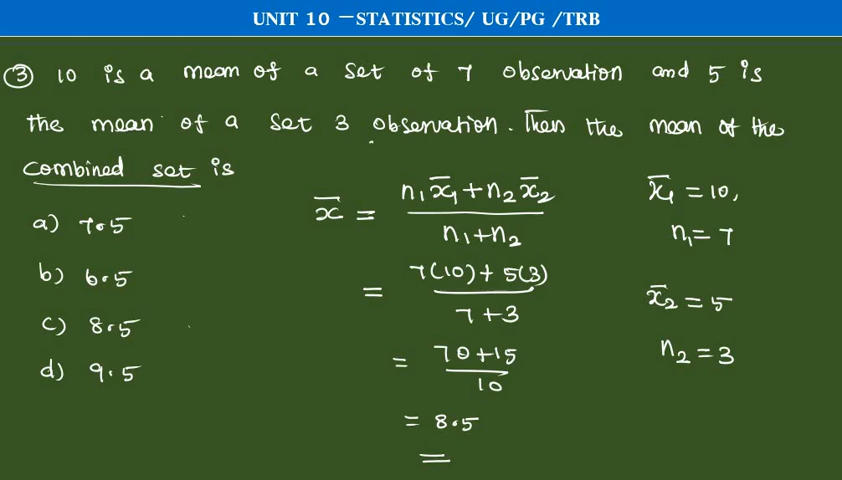 UNIT 10 –STATISTICS/ UG/PG /TRB
③ 10 is a mean of a set of 7 observation and 5 is
the mean of a set 3 observation. Then the mean of the
combined set is
a) 7.5
b) 6.5
c) 8.5
d) 9.5
x̄ = (n₁x̄₁ + n₂x̄₂) / (n₁+n₂)
= (7(10) + 5(3)) / (7+3)
= (70+15) / 10
= 8.5
x̄₁ = 10,
n₁ = 7
x̄₂ = 5
n₂ = 3